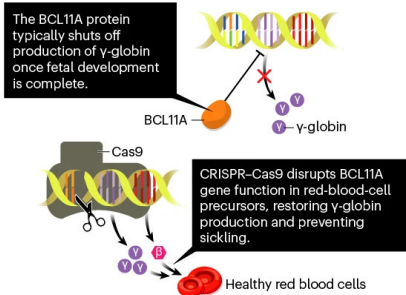 The BCL11A protein
typically shuts off
production of γ-globin
once fetal development
is complete.
BCL11A
γ
γ
γ
γ-globin
Cas9
CRISPR–Cas9 disrupts BCL11A
gene function in red-blood-cell
precursors, restoring γ-globin
production and preventing
sickling.
γ
γ
γ
β
Healthy red blood cells